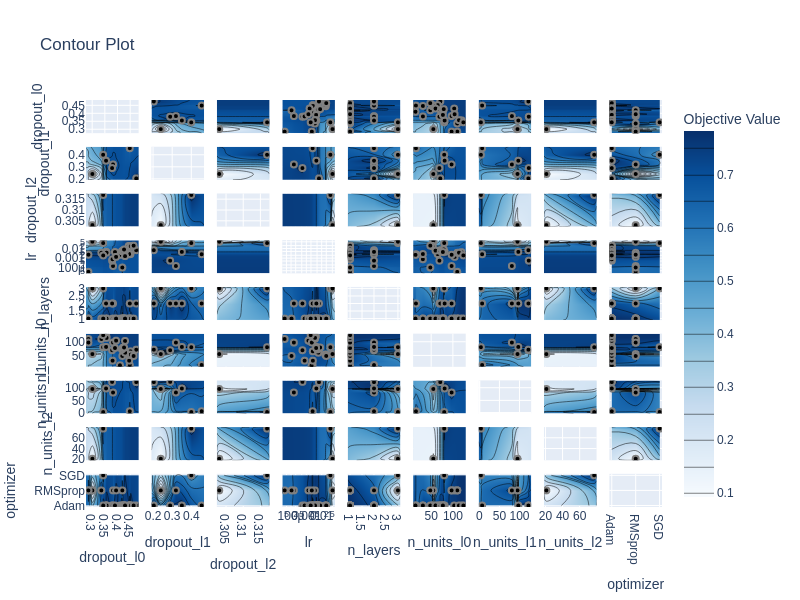 Contour Plot
Objective Value
dropout_l0
0.45
0.4
0.35
0.3
dropout_l1
0.4
0.3
0.2
dropout_l2
0.315
0.31
0.305
lr
0.01
0.001
n_layers
3
2.5
2
1.5
1
n_units_l0
100
50
n_units_l1
100
50
0
n_units_l2
60
40
20
optimizer
SGD
RMSprop
Adam
0.3 0.35 0.4 0.45
dropout_l0
0.2 0.3 0.4
dropout_l1
0.305 0.31 0.315
dropout_l2
lr
1 1.5 2 2.5 3
n_layers
50 100
n_units_l0
0 50 100
n_units_l1
20 40 60
n_units_l2
Adam RMSprop SGD
optimizer
0.7
0.6
0.5
0.4
0.3
0.2
0.1